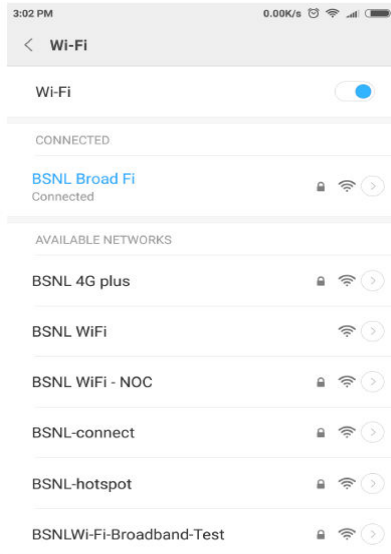 3:02 PM 0.00K/s
Wi-Fi
Wi-Fi
CONNECTED
BSNL Broad Fi
Connected
AVAILABLE NETWORKS
BSNL 4G plus
BSNL WiFi
BSNL WiFi - NOC
BSNL-connect
BSNL-hotspot
BSNLWi-Fi-Broadband-Test